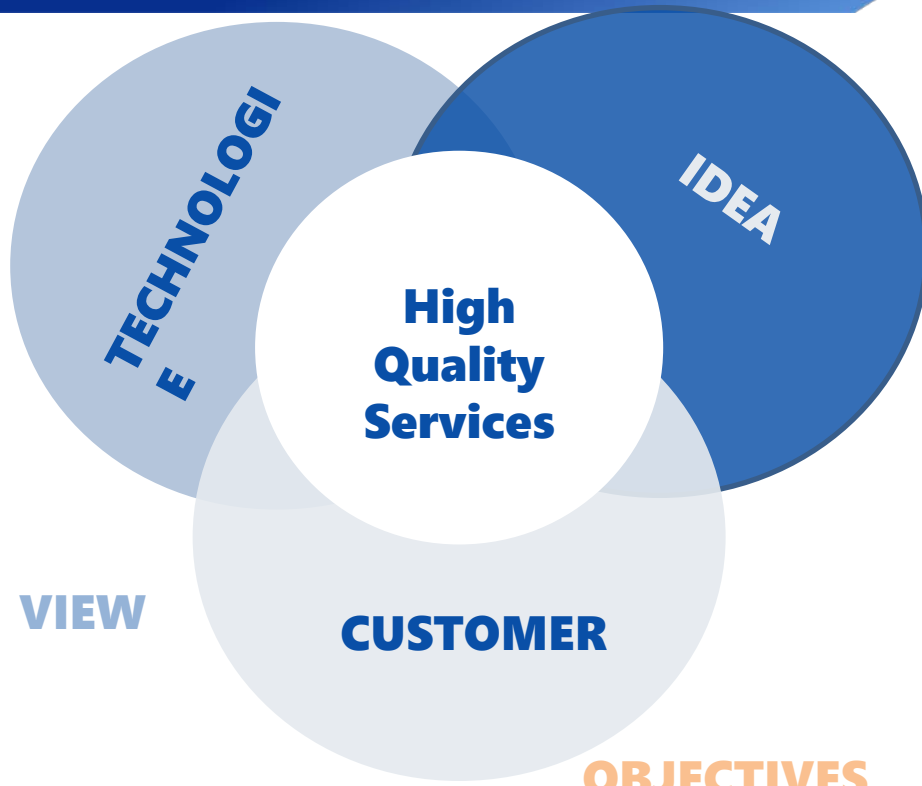 TECHNOLOGI
E
IDEA
High
Quality
Services
VIEW
CUSTOMER
OBJECTIVES